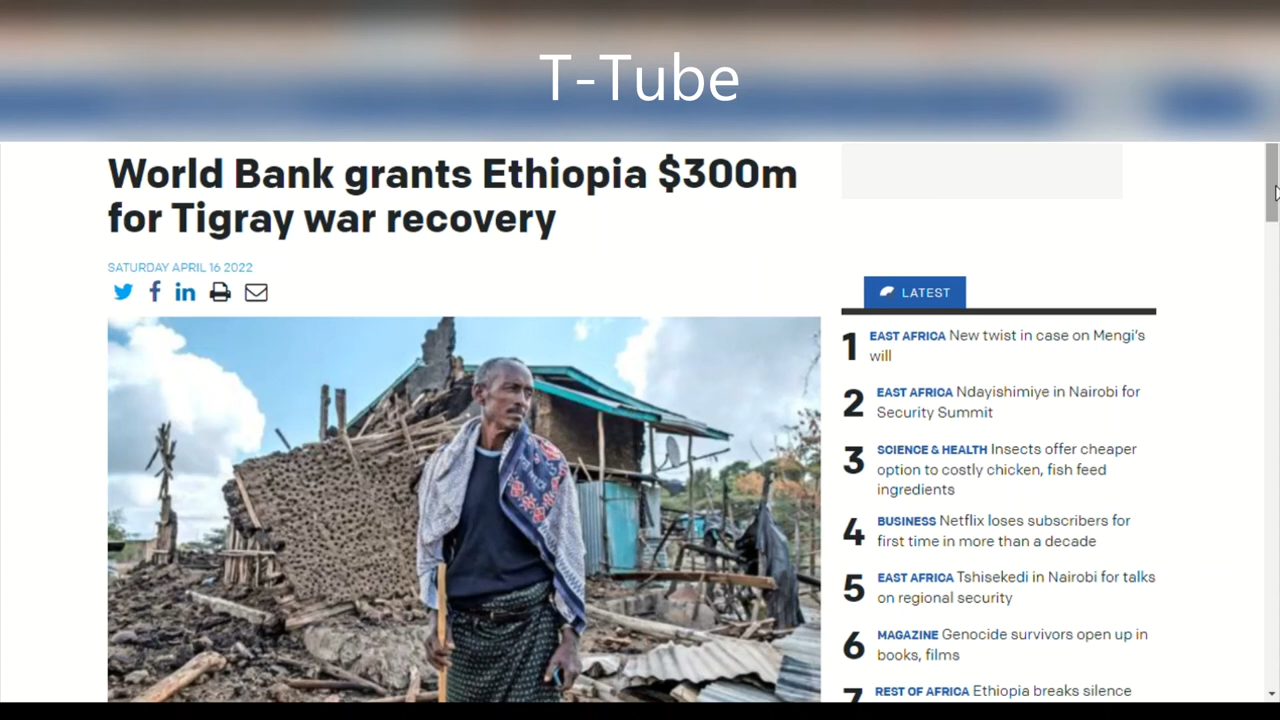 T-Tube
World Bank grants Ethiopia $300m
for Tigray war recovery
SATURDAY APRIL 16 2022
LATEST
1 EAST AFRICA New twist in case on Mengi's
will
2 EAST AFRICA Ndayishimiye in Nairobi for
Security Summit
3 SCIENCE & HEALTH Insects offer cheaper
option to costly chicken, fish feed
ingredients
4 BUSINESS Netflix loses subscribers for
first time in more than a decade
5 EAST AFRICA Tshisekedi in Nairobi for talks
on regional security
6 MAGAZINE Genocide survivors open up in
books, films
7 REST OF AFRICA Ethiopia breaks silence